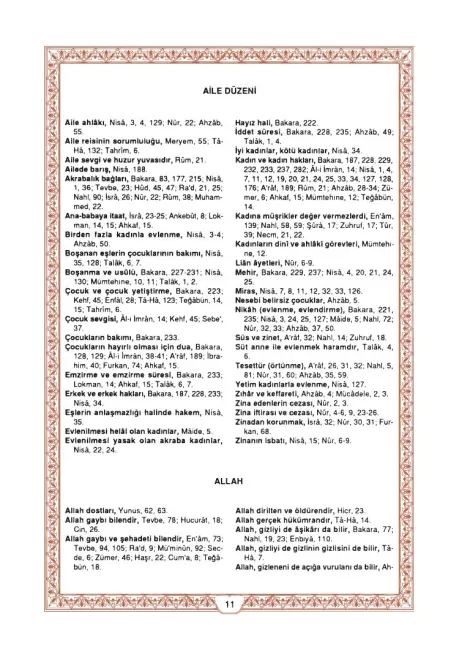 AİLE DÜZENİ
Aile ahlâkı, Nisâ, 3, 4, 129; Nûr, 22; Ahzâb,
55.
Aile reisinin sorumluluğu, Meryem, 55; Tâ-
Hâ, 132; Tahrîm, 6.
Aile sevgi ve huzur yuvasıdır, Rûm, 21.
Ailede barış, Nisâ, 188.
Akrabalık bağları, Bakara, 83, 177, 215; Nisâ,
1, 36; Tevbe, 23; Hûd, 45, 47; Ra'd, 21, 25;
Nahl, 90; İsrâ, 26; Nûr, 22; Rûm, 38; Muham-
med, 22.
Ana-babaya itaat, İsrâ, 23-25; Ankebût, 8; Lok-
man, 14, 15; Ahkaf, 15.
Birden fazla kadınla evlenme, Nisâ, 3-4;
Ahzâb, 50.
Boşanan eşlerin çocuklarının bakımı, Nisâ,
35, 128; Talâk, 6, 7.
Boşanma ve usûlü, Bakara, 227-231; Nisâ,
130; Mümtehine, 10, 11; Talâk, 1, 2.
Çocuk ve çocuk yetiştirme, Bakara, 223;
Kehf, 45; Enfâl, 28; Tâ-Hâ, 123; Teğâbün, 14,
15; Tahrîm, 6.
Çocuk sevgisi, Âl-i İmrân, 14; Kehf, 45; Sebe',
37.
Çocukların bakımı, Bakara, 233.
Çocukların hayırlı olması için dua, Bakara,
128, 129; Âl-i İmrân, 38-41; A'râf, 189; İbra-
him, 40; Furkan, 74; Ahkaf, 15.
Emzirme ve emzirme süresi, Bakara, 233;
Lokman, 14; Ahkaf, 15; Talâk, 6, 7.
Erkek ve erkek hakları, Bakara, 187, 228, 233;
Nisâ, 34.
Eşlerin anlaşmazlığı halinde hakem, Nisâ,
35.
Evlenilmesi helâl olan kadınlar, Mâide, 5.
Evlenilmesi yasak olan akraba kadınlar,
Nisâ, 22, 24.
Hayız hali, Bakara, 222.
İddet süresi, Bakara, 228, 235; Ahzâb, 49;
Talâk, 1, 4.
İyi kadınlar, kötü kadınlar, Nisâ, 34.
Kadın ve kadın hakları, Bakara, 187, 228, 229,
232, 233, 237, 282; Âl-i İmrân, 14; Nisâ, 1, 4,
7, 11, 12, 19, 20, 21, 24, 25, 33, 34, 127, 128,
176; A'râf, 189; Rûm, 21; Ahzâb, 28-34; Zü-
mer, 6; Ahkaf, 15; Mümtehine, 12; Teğâbün,
14.
Kadına müşrikler değer vermezlerdi, En'âm,
139; Nahl, 58, 59; Şûrâ, 17; Zuhruf, 17; Tûr,
39; Necm, 21, 22.
Kadınların dinî ve ahlâkî görevleri, Mümtehi-
ne, 12.
Liân âyetleri, Nûr, 6-9.
Mehir, Bakara, 229, 237; Nisâ, 4, 20, 21, 24,
25.
Miras, Nisâ, 7, 8, 11, 12, 32, 33, 126.
Nesebi belirsiz çocuklar, Ahzâb, 5.
Nikâh (evlenme, evlendirme), Bakara, 221,
235; Nisâ, 3, 24, 25, 127; Mâide, 5; Nahl, 72;
Nûr, 32, 33; Ahzâb, 37, 50.
Süs ve zinet, A'râf, 32; Nahl, 14; Zuhruf, 18.
Süt anne ile evlenmek haramdır, Talâk, 4,
6.
Tesettür (örtünme), A'râf, 26, 31, 32; Nahl, 5,
81; Nûr, 31, 60; Ahzâb, 35, 59.
Yetim kadınlarla evlenme, Nisâ, 127.
Zıhâr ve keffareti, Ahzâb, 4; Mücâdele, 2, 3.
Zina edenlerin cezası, Nûr, 2, 3.
Zina iftirası ve cezası, Nûr, 4-6, 9, 23-26.
Zinadan korunmak, İsrâ, 32; Nûr, 30, 31; Fur-
kan, 68.
Zinanın isbatı, Nisâ, 15; Nûr, 6-9.
ALLAH
Allah dostları, Yunus, 62, 63.
Allah gaybı bilendir, Tevbe, 78; Hucurât, 18;
Cin, 26.
Allah gaybı ve şehadeti bilendir, En'âm, 73;
Tevbe, 94, 105; Ra'd, 9; Mü'minûn, 92; Sec-
de, 6; Zümer, 46; Haşr, 22; Cum'a, 8; Teğâ-
bün, 18.
Allah dirilten ve öldürendir, Hicr, 23.
Allah gerçek hükümrandır, Tâ-Hâ, 14.
Allah, gizliyi de âşikârı da bilir, Bakara, 77;
Nahl, 19, 23; Enbiyâ, 110.
Allah, gizliyi de gizlinin gizlisini de bilir, Tâ-
Hâ, 7.
Allah, gizleneni de açığa vurulanı da bilir, Ah-
11